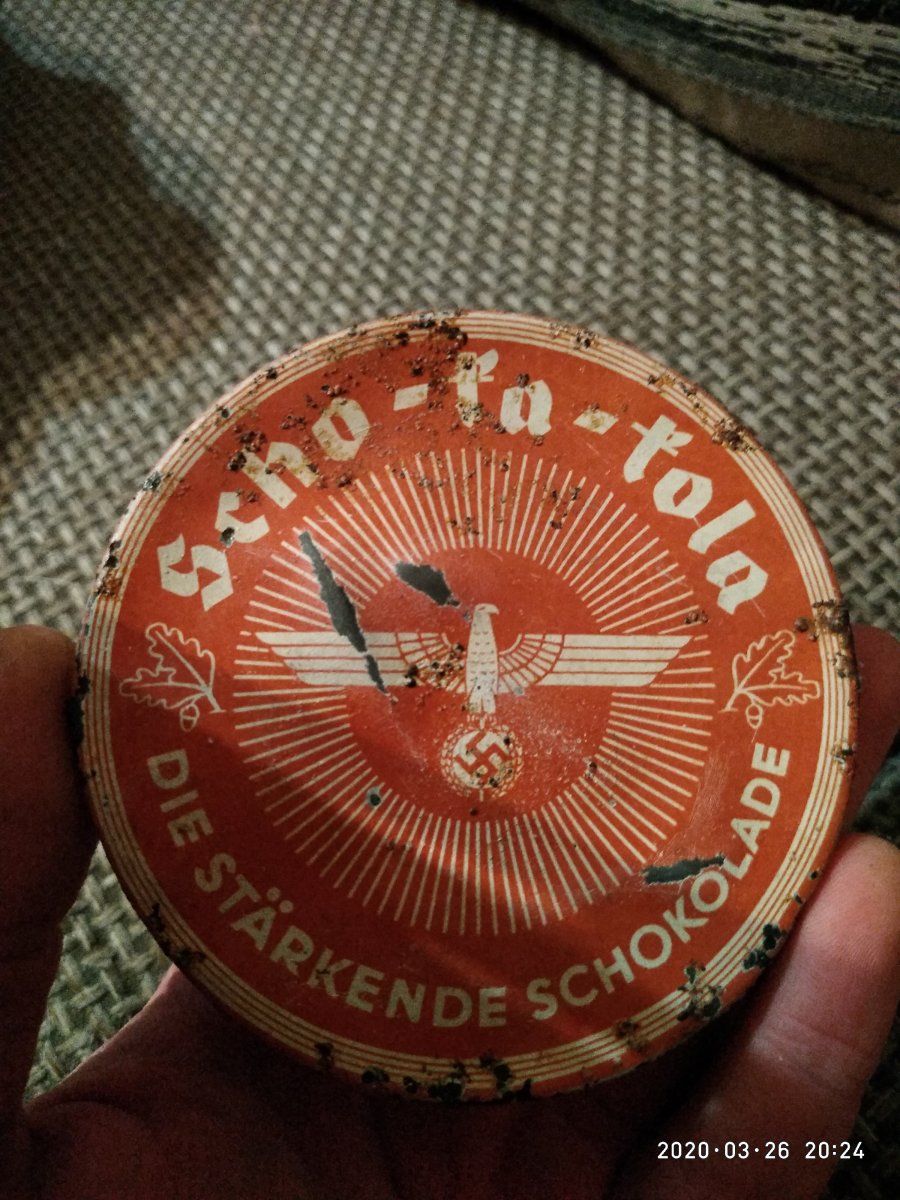 Scho-ka-kola
DIE STÄRKENDE SCHOKOLADE
2020·03·26 20:24